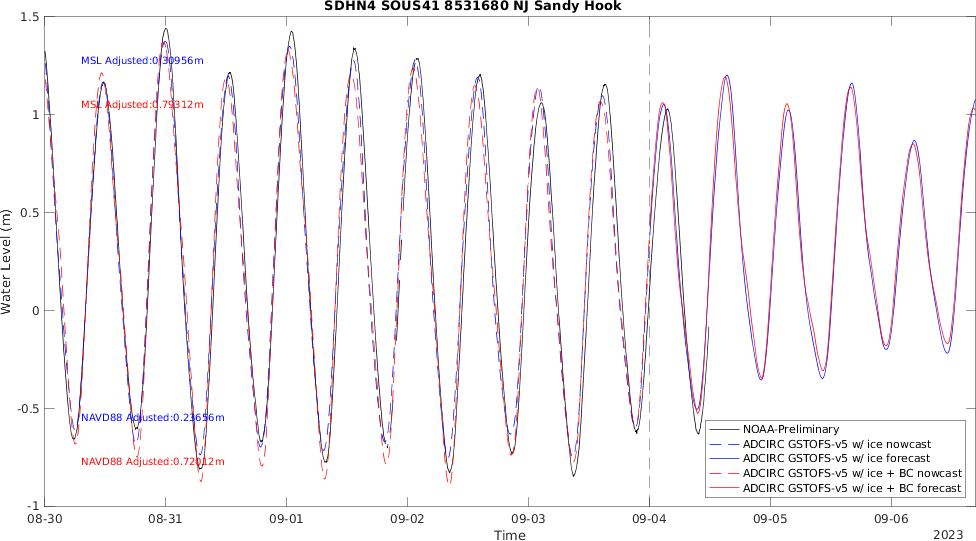 SDHN4 SOUS41 8531680 NJ Sandy Hook
1.5
1
0.5
0
-0.5
-1
Water Level (m)
MSL Adjusted:0.30956m
MSL Adjusted:0.79312m
NAVD88 Adjusted:0.23656m
NAVD88 Adjusted:0.72012m
NOAA-Preliminary
ADCIRC GSTOFS-v5 w/ ice nowcast
ADCIRC GSTOFS-v5 w/ ice forecast
ADCIRC GSTOFS-v5 w/ ice + BC nowcast
ADCIRC GSTOFS-v5 w/ ice + BC forecast
08-30 08-31 09-01 09-02 09-03 09-04 09-05 09-06
Time
2023